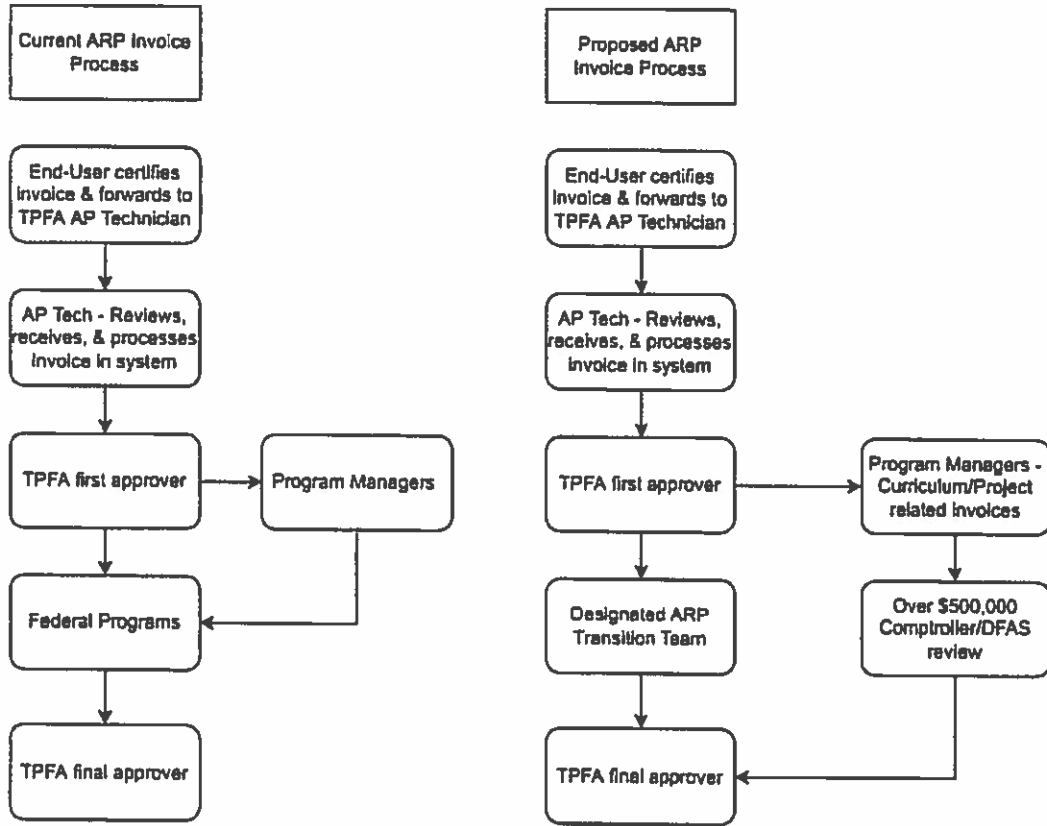 Current ARP Invoice
Process
End-User certifies
invoice & forwards to
TPFA AP Technician
AP Tech - Reviews,
receives, & processes
invoice in system
TPFA first approver
Program Managers
Federal Programs
TPFA final approver
Proposed ARP
Invoice Process
End-User certifies
invoice & forwards to
TPFA AP Technician
AP Tech - Reviews,
receives, & processes
invoice in system
TPFA first approver
Program Managers -
Curriculum/Project
related invoices
Designated ARP
Transition Team
Over $500,000
Comptroller/DFAS
review
TPFA final approver